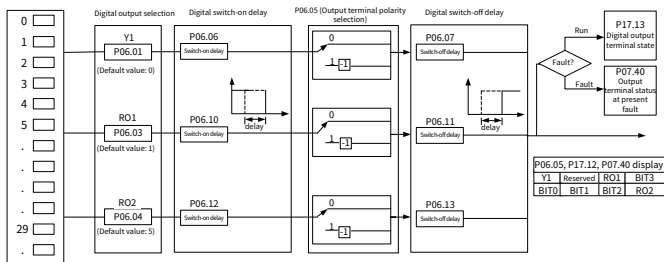 0
1
2
3
4
5
.
.
.
.
29
.
Digital output selection
Y1
P06.01
(Default value: 0)
RO1
P06.03
(Default value: 1)
RO2
P06.04
(Default value: 5)
Digital switch-on delay
P06.06
Switch-on delay
delay
P06.10
Switch-on delay
P06.12
Switch-on delay
P06.05 (Output terminal polarity
selection)
0
1 -1
0
1 -1
0
1 -1
Digital switch-off delay
P06.07
Switch-off delay
delay
P06.11
Switch-off delay
P06.13
Switch-off delay
Fault?
Run
Fault
P17.13
Digital output
terminal state
P07.40
Output
terminal status
at present
fault
P06.05, P17.12, P07.40 display
Y1 Reserved RO1 BIT3
BIT0 BIT1 BIT2 RO2